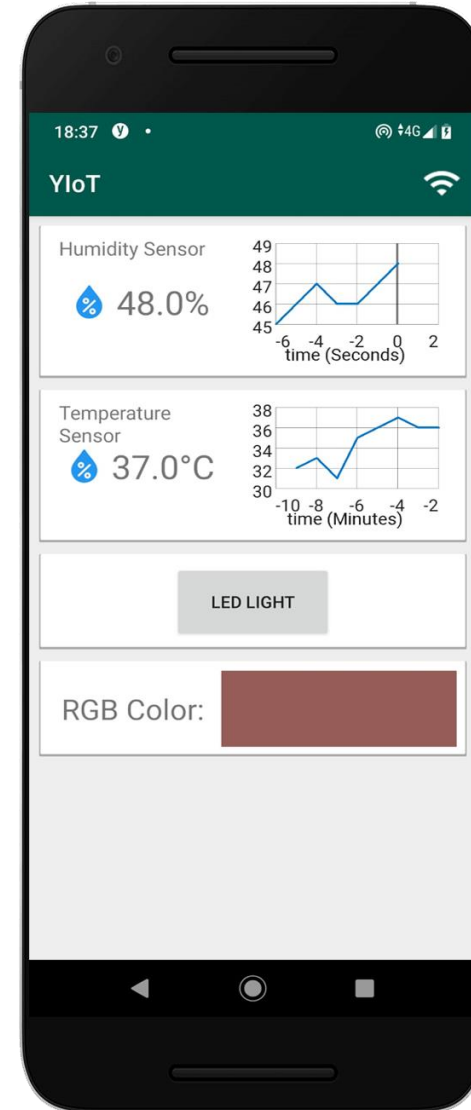 18:37
4G
YIoT
Humidity Sensor
48.0%
49
48
47
46
45
-6 -4 -2 0 2
time (Seconds)
Temperature
Sensor
37.0°C
38
36
34
32
30
-10 -8 -6 -4 -2
time (Minutes)
LED LIGHT
RGB Color: